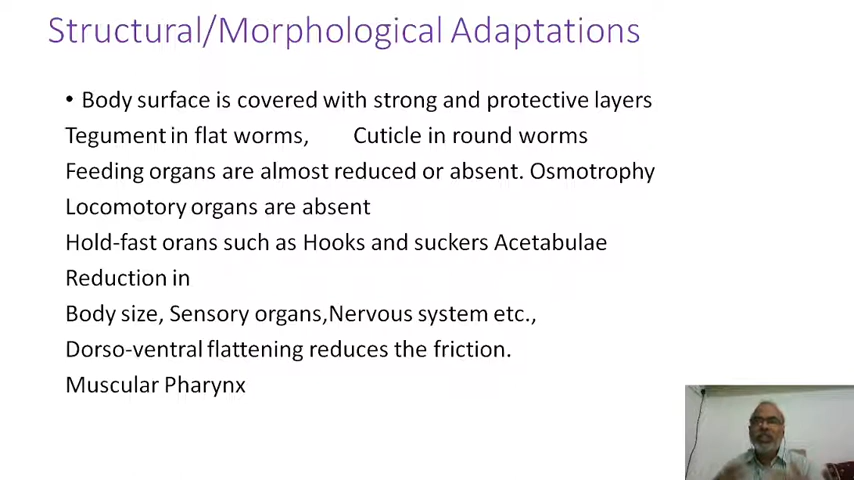 Structural/Morphological Adaptations
• Body surface is covered with strong and protective layers
Tegument in flat worms, Cuticle in round worms
Feeding organs are almost reduced or absent. Osmotrophy
Locomotory organs are absent
Hold-fast orans such as Hooks and suckers Acetabulae
Reduction in
Body size, Sensory organs,Nervous system etc.,
Dorso-ventral flattening reduces the friction.
Muscular Pharynx